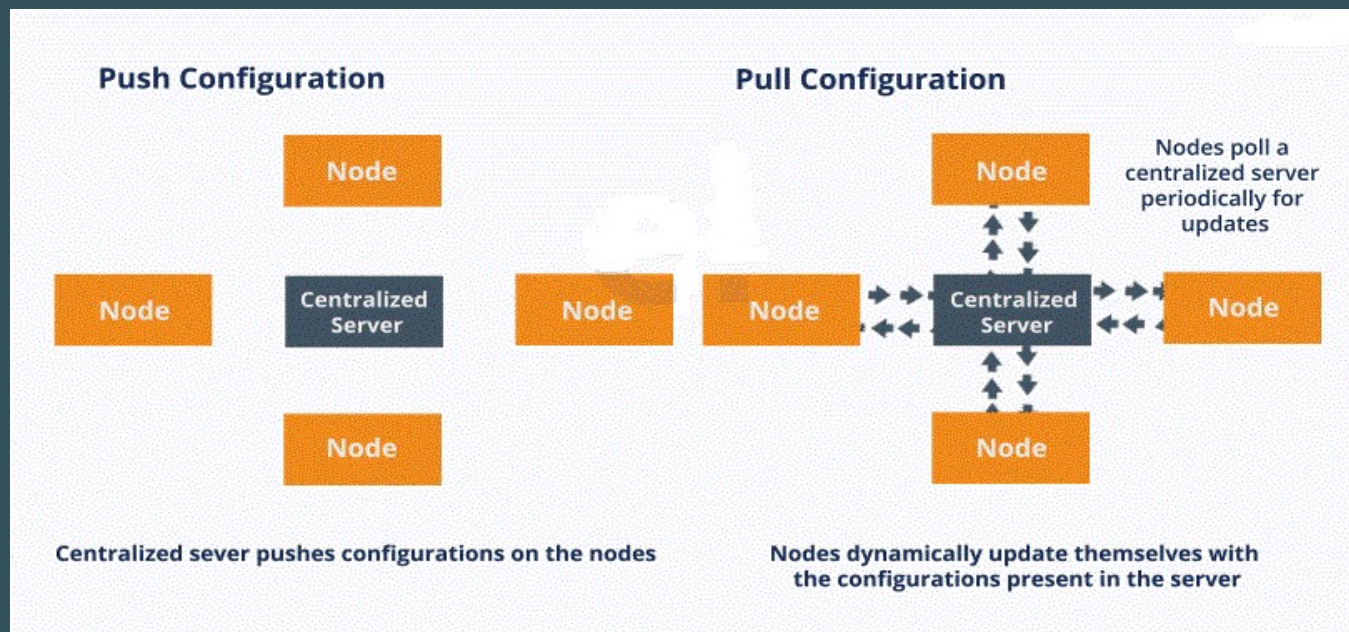 Push Configuration
Node
Node
Centralized
Server
Node
Node
Centralized sever pushes configurations on the nodes
Pull Configuration
Node
Nodes poll a
centralized server
periodically for
updates
Node
Centralized
Server
Node
Node
Nodes dynamically update themselves with
the configurations present in the server